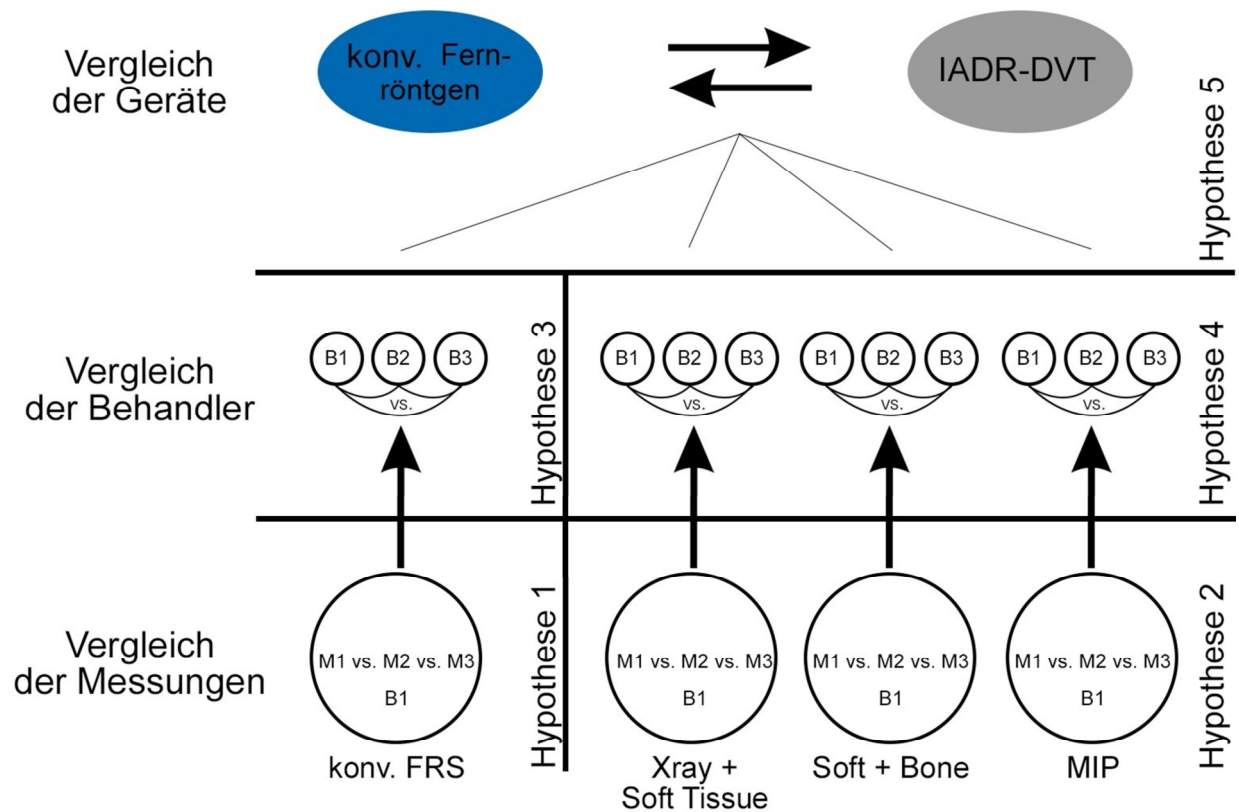 Vergleich
der Geräte
konv. Fern-
röntgen
IADR-DVT
Hypothese 5
Vergleich
der Behandler
B1 B2 B3
vs.
Hypothese 3
B1 B2 B3
vs.
B1 B2 B3
vs.
B1 B2 B3
vs.
Hypothese 4
Vergleich
der Messungen
M1 vs. M2 vs. M3
B1
konv. FRS
Hypothese 1
M1 vs. M2 vs. M3
B1
Xray +
Soft Tissue
M1 vs. M2 vs. M3
B1
Soft + Bone
M1 vs. M2 vs. M3
B1
MIP
Hypothese 2